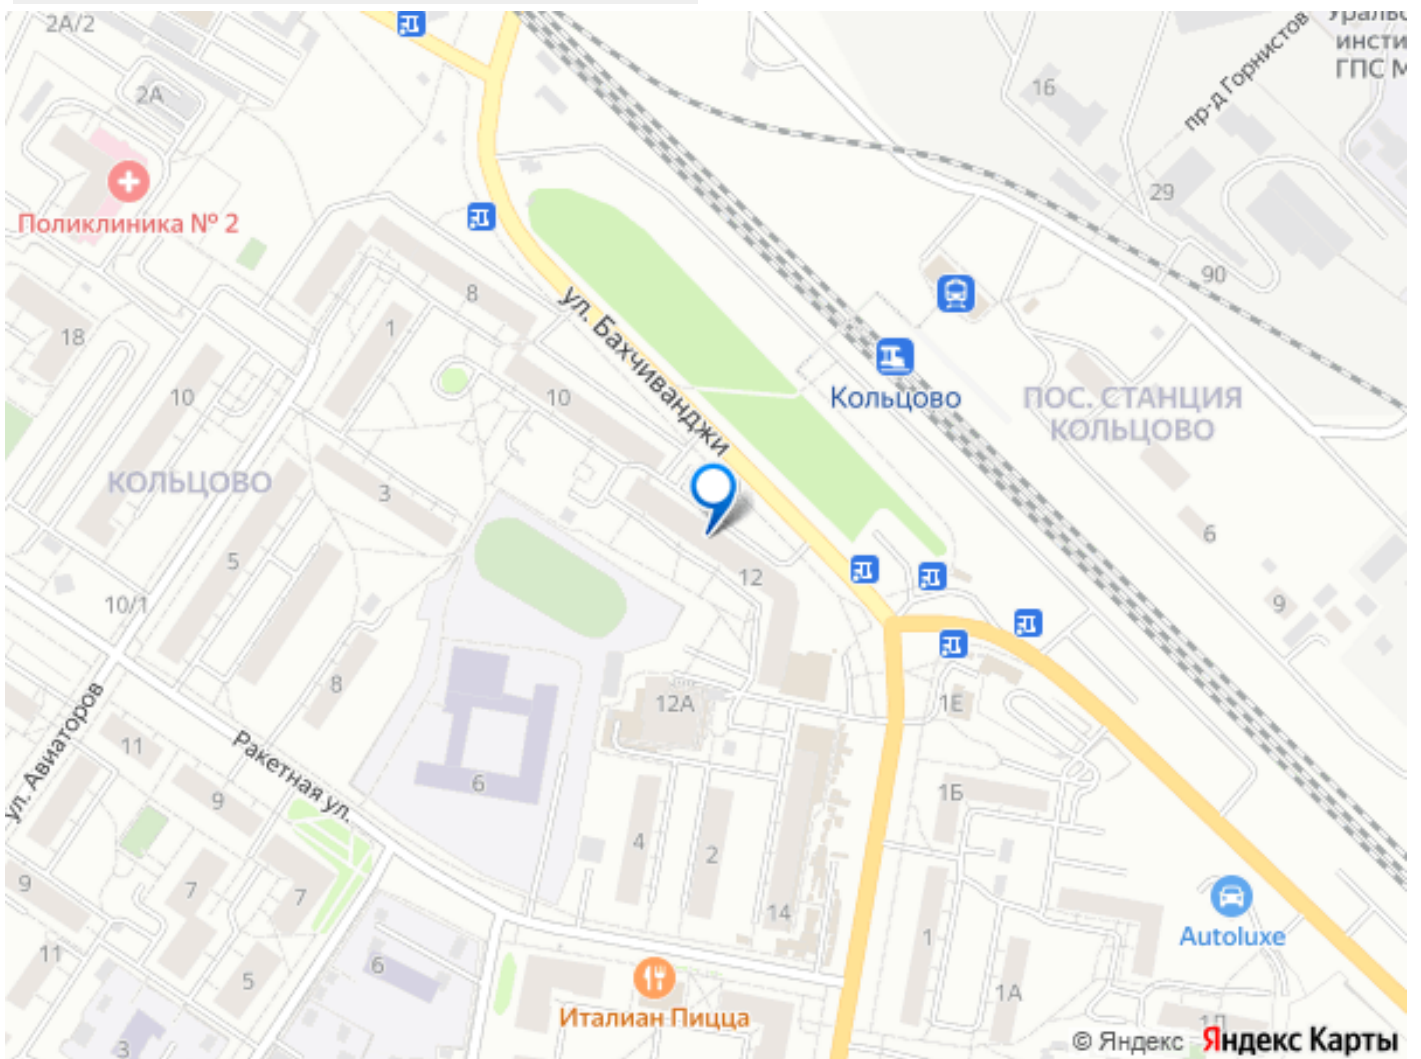 2А/2
Уральс
инсти
ГПС М
пр-д Горнистов
16
2А
29
Поликлиника № 2
90
8
1
18
ул. Бахчиванджи
Кольцово
ПОС. СТАНЦИЯ
КОЛЬЦОВО
10
10
КОЛЬЦОВО
3
6
5
12
9
10/1
8
12А
1Е
ул. Авиаторов
11
Ракетная ул.
6
9
1Б
4
2
9
7
7
14
Autoluxe
1
11
6
5
1А
Италиан Пицца
3
© Яндекс Яндекс Карты